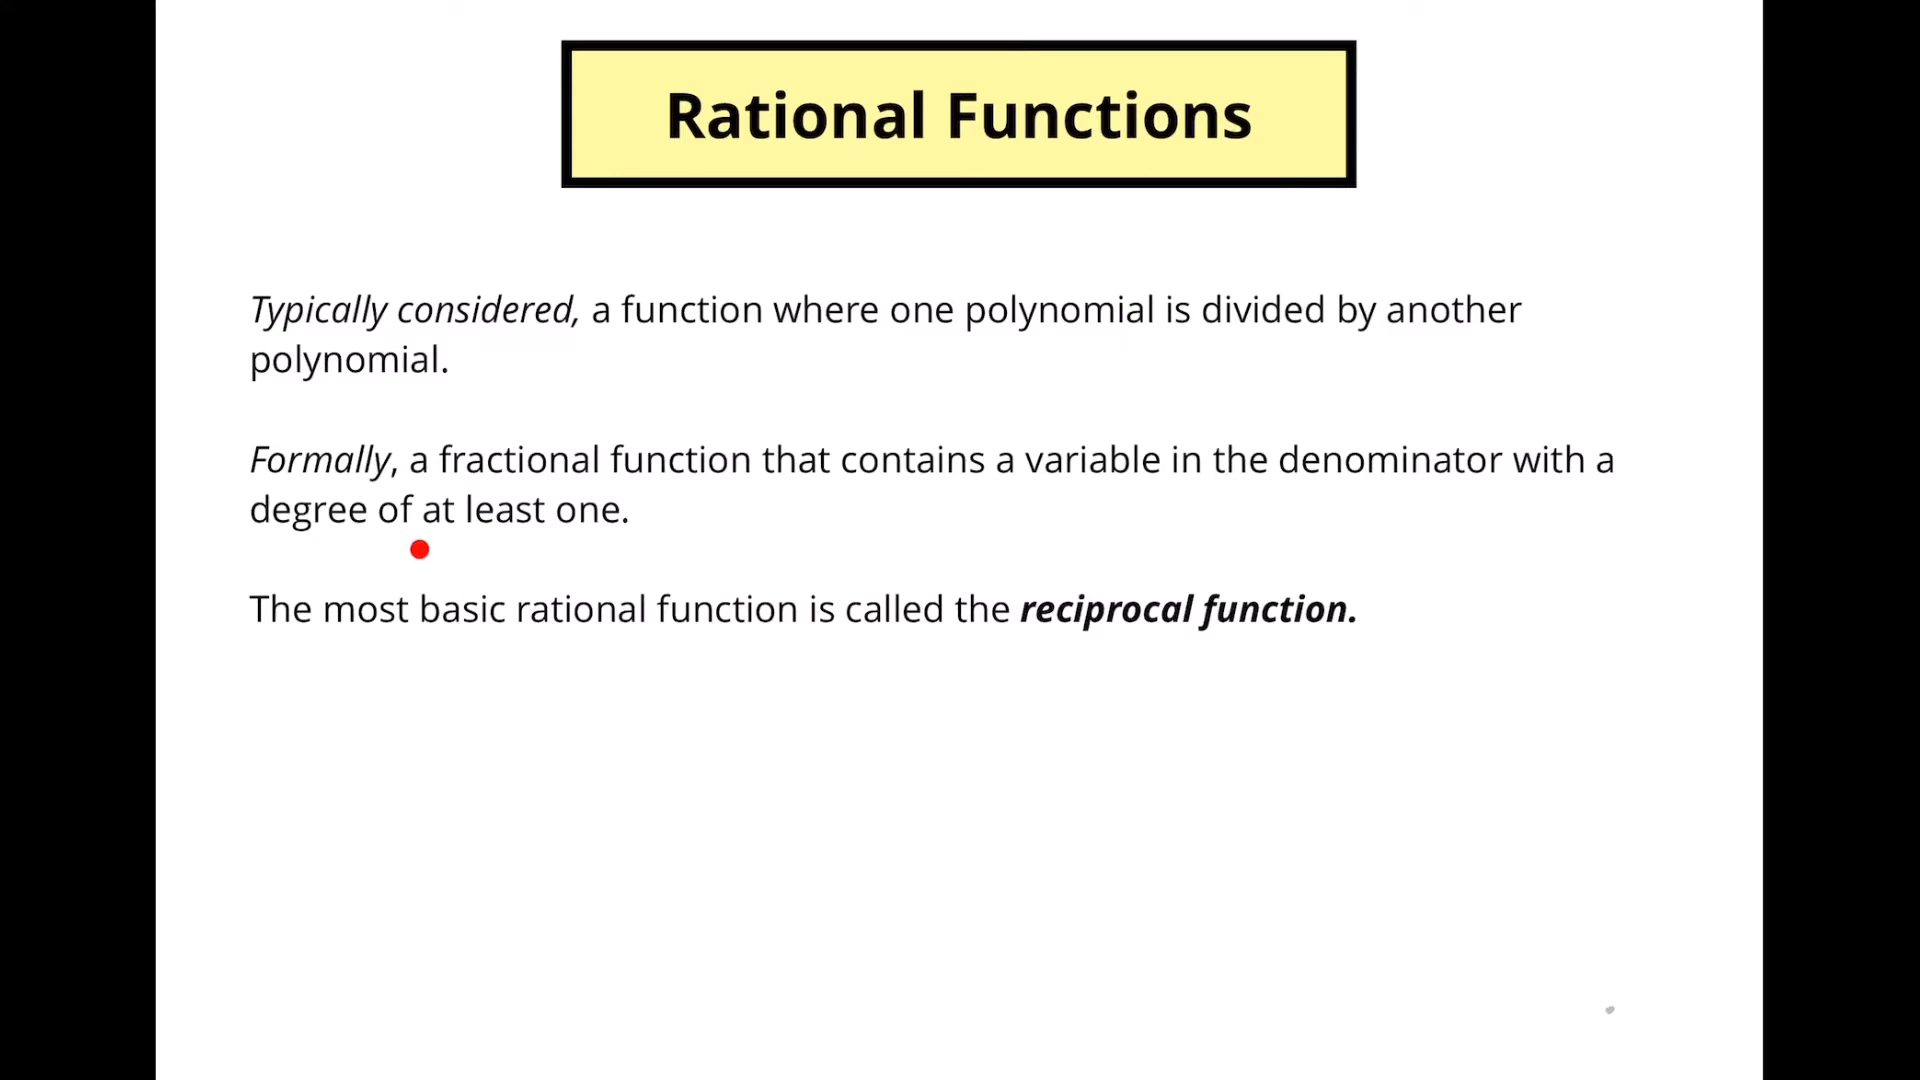 Rational Functions
Typically considered, a function where one polynomial is divided by another
polynomial.
Formally, a fractional function that contains a variable in the denominator with a
degree of at least one.
The most basic rational function is called the reciprocal function.